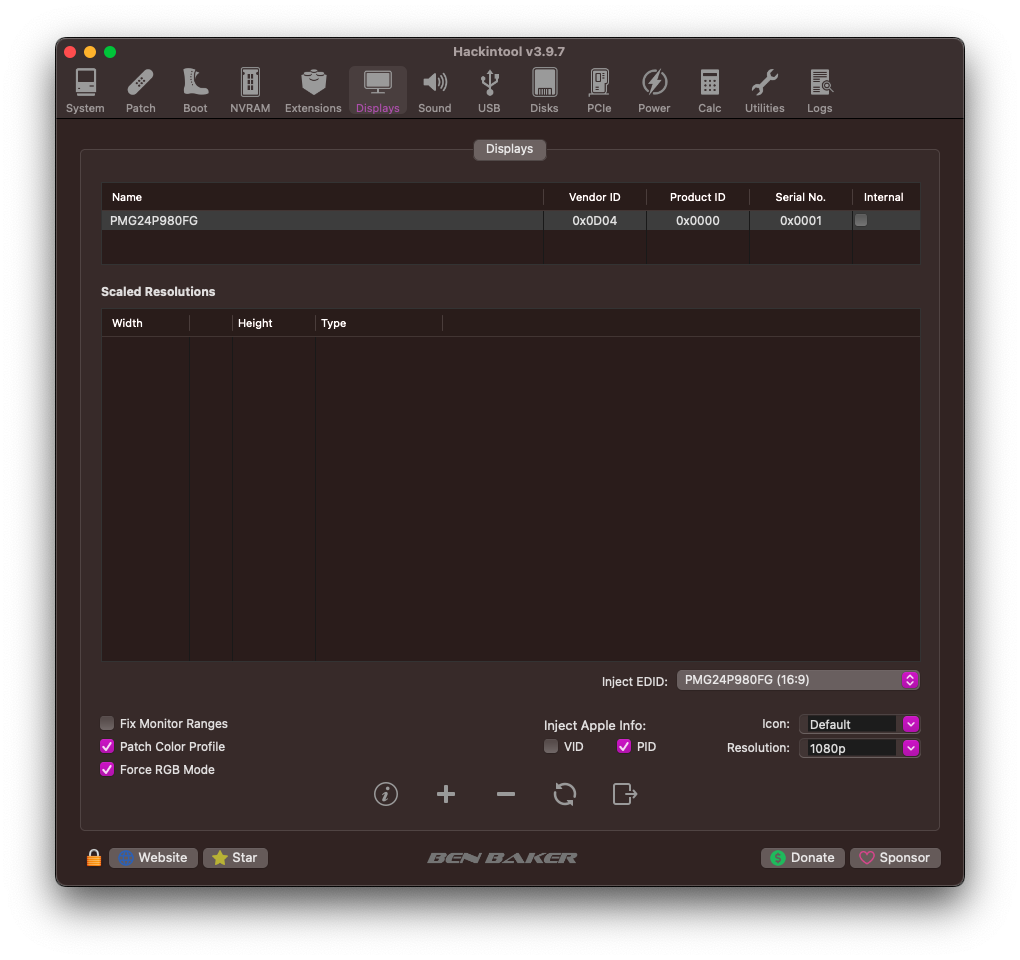 Hackintool v3.9.7
System Patch Boot NVRAM Extensions Displays Sound USB Disks PCIe Power Calc Utilities Logs
Displays
Name Vendor ID Product ID Serial No. Internal
PMG24P980FG 0x0D04 0x0000 0x0001
Scaled Resolutions
Width Height Type
Inject EDID: PMG24P980FG (16:9)
Fix Monitor Ranges Inject Apple Info: Icon: Default
Patch Color Profile VID PID Resolution: 1080p
Force RGB Mode
Website Star BEN BAKER Donate Sponsor